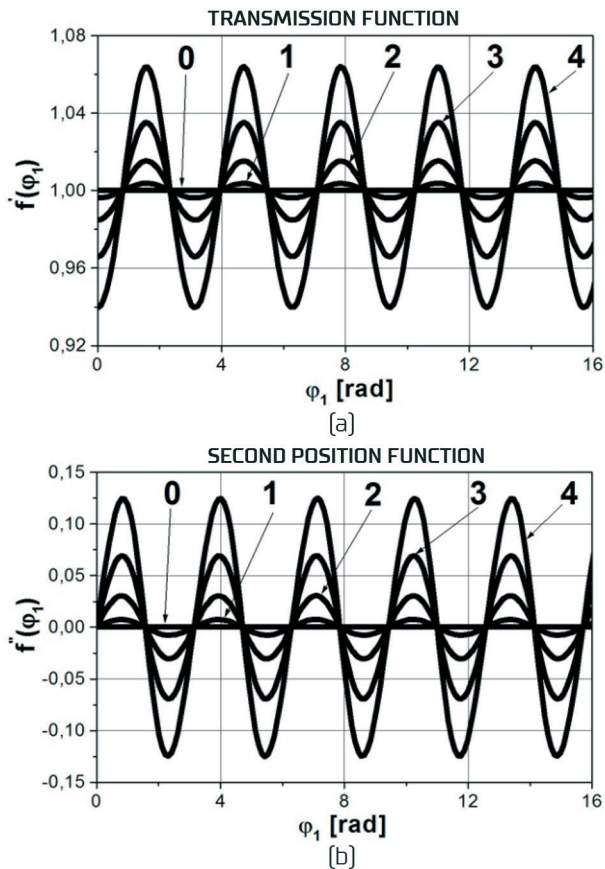 TRANSMISSION FUNCTION
1,08
0 1 2 3 4
1,04
1,00
0,96
0,92
f'(φ₁)
0 4 8 12 16
φ₁ [rad]
(a)
SECOND POSITION FUNCTION
0,15
0 1 2 3 4
0,10
0,05
0,00
-0,05
-0,10
-0,15
f''(φ₁)
0 4 8 12 16
φ₁ [rad]
(b)